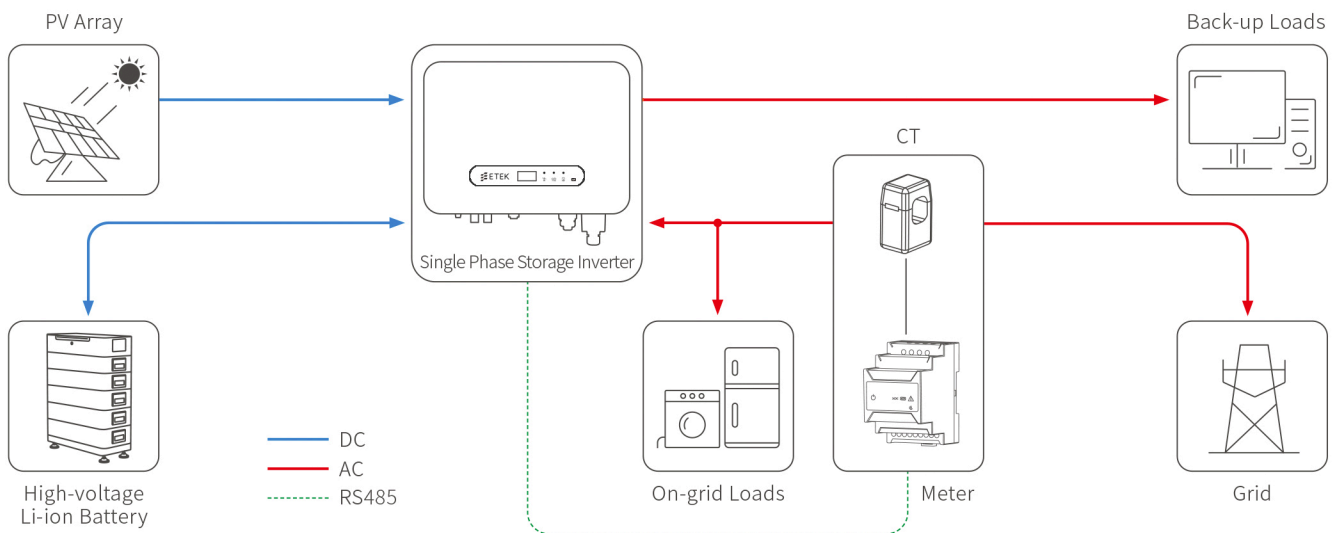 PV Array
Back-up Loads
CT
ETEK
Single Phase Storage Inverter
DC
AC
RS485
High-voltage
Li-ion Battery
On-grid Loads
Meter
Grid